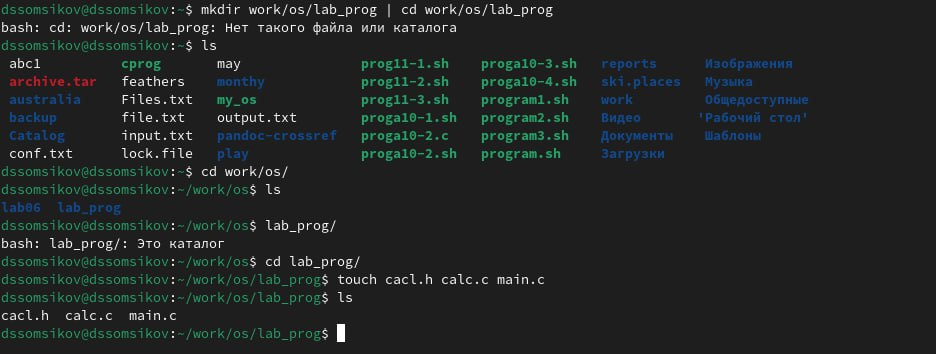 dssomsikov@dssomsikov:~$ mkdir work/os/lab_prog | cd work/os/lab_prog
bash: cd: work/os/lab_prog: Нет такого файла или каталога
dssomsikov@dssomsikov:~$ ls
abc1 cprog may prog11-1.sh proga10-3.sh reports Изображения
archive.tar feathers monthy prog11-2.sh proga10-4.sh ski.places Музыка
australia Files.txt my_os prog11-3.sh program1.sh work Общедоступные
backup file.txt output.txt proga10-1.sh program2.sh Видео 'Рабочий стол'
Catalog input.txt pandoc-crossref proga10-2.c program3.sh Документы Шаблоны
conf.txt lock.file play proga10-2.sh program.sh Загрузки
dssomsikov@dssomsikov:~$ cd work/os/
dssomsikov@dssomsikov:~/work/os$ ls
lab06 lab_prog
dssomsikov@dssomsikov:~/work/os$ lab_prog/
bash: lab_prog/: Это каталог
dssomsikov@dssomsikov:~/work/os$ cd lab_prog/
dssomsikov@dssomsikov:~/work/os/lab_prog$ touch cacl.h calc.c main.c
dssomsikov@dssomsikov:~/work/os/lab_prog$ ls
cacl.h calc.c main.c
dssomsikov@dssomsikov:~/work/os/lab_prog$